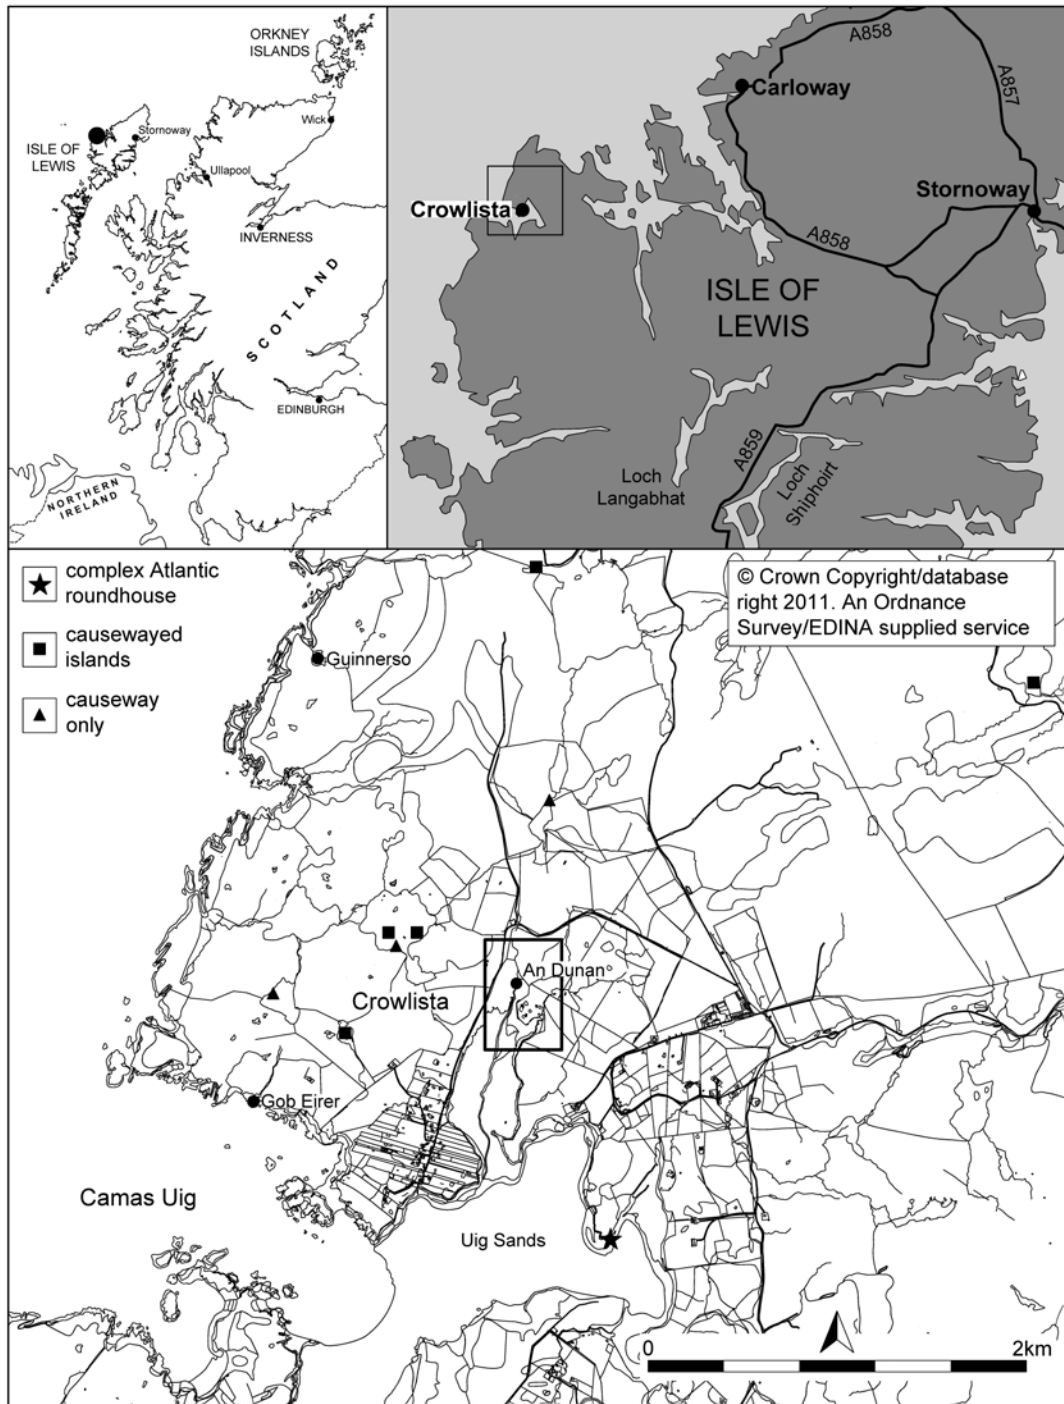 ORKNEY
ISLANDS
Wick
Stornoway
ISLE OF
LEWIS
Ullapool
INVERNESS
SCOTLAND
EDINBURGH
NORTHERN
IRELAND
A858
Carloway
A857
Stornoway
Crowlista
A858
ISLE OF
LEWIS
A859
Loch
Langabhat
Loch
Shiphoirt
complex Atlantic
roundhouse
causewayed
islands
causeway
only
© Crown Copyright/database
right 2011. An Ordnance
Survey/EDINA supplied service
Guinnerso
An Dunan
Crowlista
Gob Eirer
Camas Uig
Uig Sands
0
2km